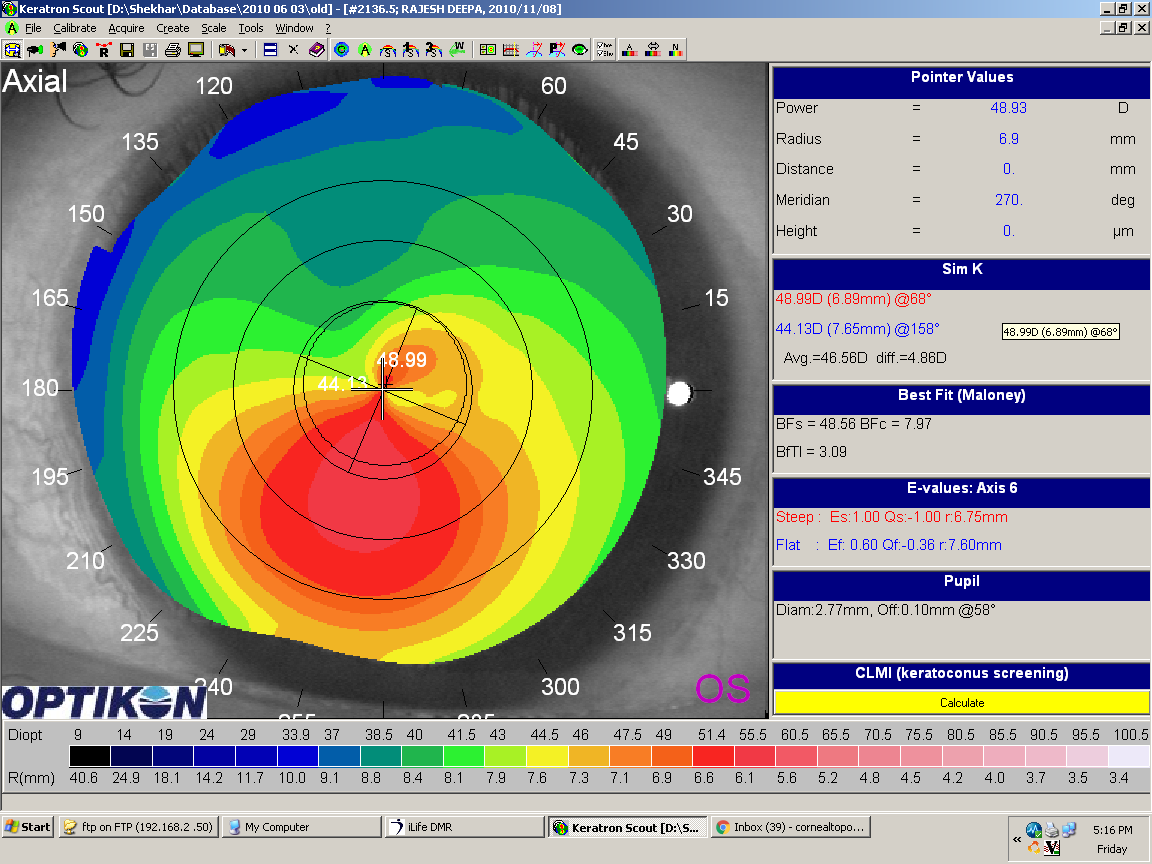 Keratron Scout [D:\Shekhar\Database\2010 06 03\old] - [#2136.5; RAJESH DEEPA, 2010/11/08]
File Calibrate Acquire Create Scale Tools Window ?
Axial
120 60
135 45
150 30
165 15
180
195 345
210 330
225 315
240 300
255 285
48.99
44.13
OS
OPTIKON
Pointer Values
Power = 48.93 D
Radius = 6.9 mm
Distance = 0. mm
Meridian = 270. deg
Height = 0. µm
Sim K
48.99D (6.89mm) @68°
44.13D (7.65mm) @158°
48.99D (6.89mm) @68°
Avg.=46.56D diff.=4.86D
Best Fit (Maloney)
BFs = 48.56 BFc = 7.97
BfTI = 3.09
E-values: Axis 6
Steep : Es:1.00 Qs:-1.00 r:6.75mm
Flat : Ef: 0.60 Qf:-0.36 r:7.60mm
Pupil
Diam:2.77mm, Off:0.10mm @58°
CLMI (keratoconus screening)
Calculate
Diopt 9 14 19 24 29 33.9 37 38.5 40 41.5 43 44.5 46 47.5 49 51.4 55.5 60.5 65.5 70.5 75.5 80.5 85.5 90.5 95.5 100.5
R(mm) 40.6 24.9 18.1 14.2 11.7 10.0 9.1 8.8 8.4 8.1 7.9 7.6 7.3 7.1 6.9 6.6 6.1 5.6 5.2 4.8 4.5 4.2 4.0 3.7 3.5 3.4
Start ftp on FTP (192.168.2 .50) My Computer iLife DMR Keratron Scout [D:\S... Inbox (39) - cornealtopo... « 5:16 PM
Friday